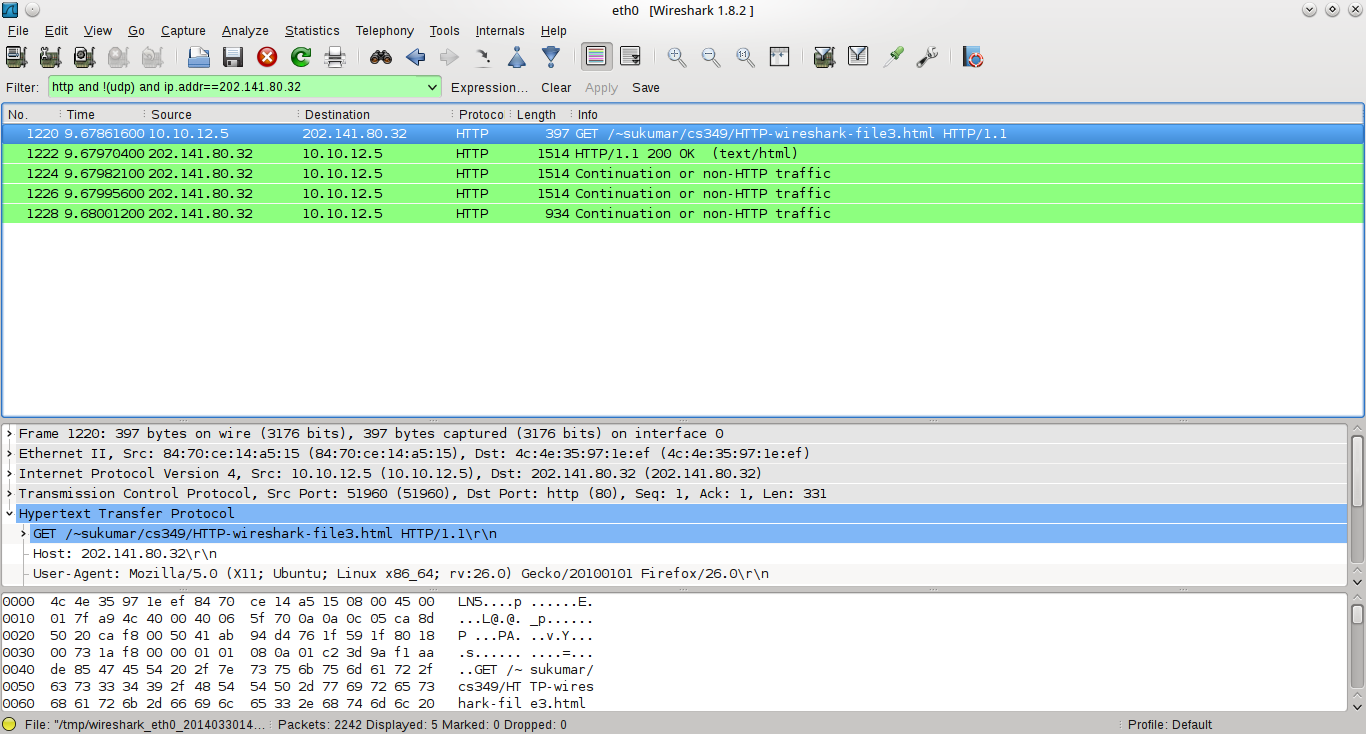 eth0 [Wireshark 1.8.2 ]
File Edit View Go Capture Analyze Statistics Telephony Tools Internals Help
Filter: http and !(udp) and ip.addr==202.141.80.32 Expression... Clear Apply Save
No. Time Source Destination Protoco Length Info
1220 9.67861600 10.10.12.5 202.141.80.32 HTTP 397 GET /~sukumar/cs349/HTTP-wireshark-file3.html HTTP/1.1
1222 9.67970400 202.141.80.32 10.10.12.5 HTTP 1514 HTTP/1.1 200 OK (text/html)
1224 9.67982100 202.141.80.32 10.10.12.5 HTTP 1514 Continuation or non-HTTP traffic
1226 9.67995600 202.141.80.32 10.10.12.5 HTTP 1514 Continuation or non-HTTP traffic
1228 9.68001200 202.141.80.32 10.10.12.5 HTTP 934 Continuation or non-HTTP traffic
Frame 1220: 397 bytes on wire (3176 bits), 397 bytes captured (3176 bits) on interface 0
Ethernet II, Src: 84:70:ce:14:a5:15 (84:70:ce:14:a5:15), Dst: 4c:4e:35:97:1e:ef (4c:4e:35:97:1e:ef)
Internet Protocol Version 4, Src: 10.10.12.5 (10.10.12.5), Dst: 202.141.80.32 (202.141.80.32)
Transmission Control Protocol, Src Port: 51960 (51960), Dst Port: http (80), Seq: 1, Ack: 1, Len: 331
Hypertext Transfer Protocol
GET /~sukumar/cs349/HTTP-wireshark-file3.html HTTP/1.1\r\n
Host: 202.141.80.32\r\n
User-Agent: Mozilla/5.0 (X11; Ubuntu; Linux x86_64; rv:26.0) Gecko/20100101 Firefox/26.0\r\n
0000 4c 4e 35 97 1e ef 84 70 ce 14 a5 15 08 00 45 00 LN5....p ......E.
0010 01 7f a9 4c 40 00 40 06 5f 70 0a 0a 0c 05 ca 8d ...L@.@. _p......
0020 50 20 ca f8 00 50 41 ab 94 d4 76 1f 59 1f 80 18 P ...PA. ..v.Y...
0030 00 73 1a f8 00 00 01 01 08 0a 01 c2 3d 9a f1 aa .s...... ....=...
0040 de 85 47 45 54 20 2f 7e 73 75 6b 75 6d 61 72 2f ..GET /~ sukumar/
0050 63 73 33 34 39 2f 48 54 54 50 2d 77 69 72 65 73 cs349/HT TP-wires
0060 68 61 72 6b 2d 66 69 6c 65 33 2e 68 74 6d 6c 20 hark-fil e3.html
File: "/tmp/wireshark_eth0_2014033014... Packets: 2242 Displayed: 5 Marked: 0 Dropped: 0 Profile: Default